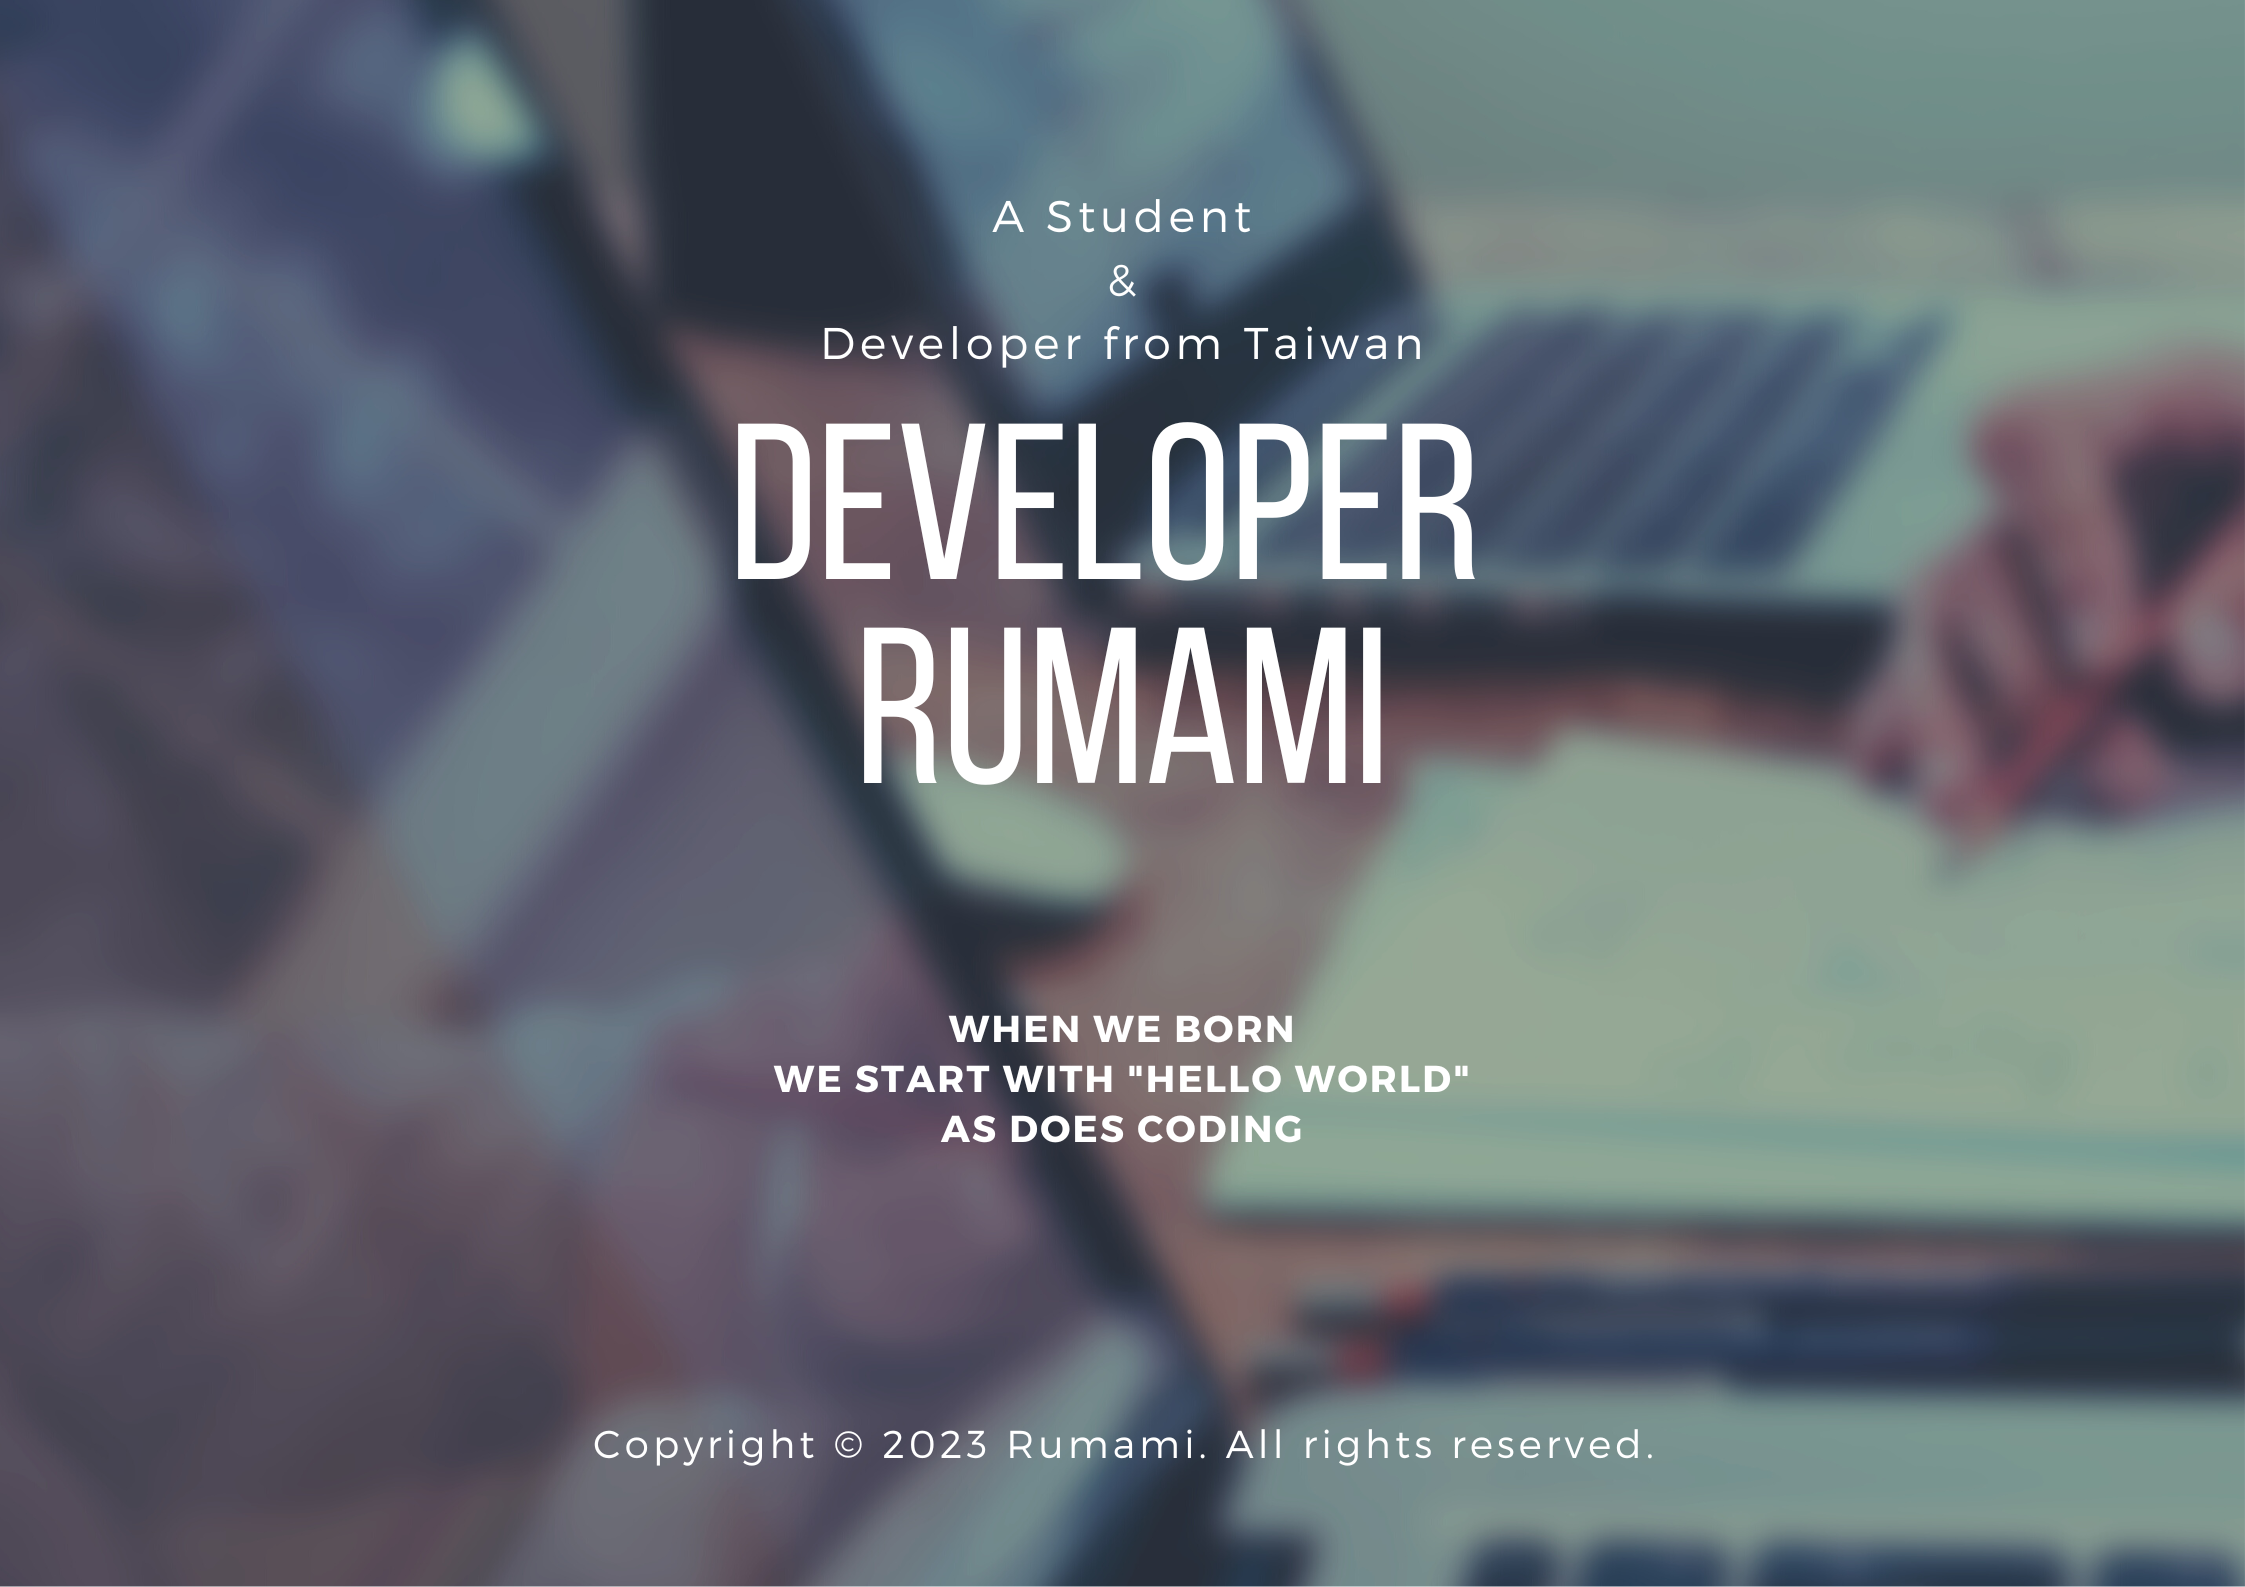 A Student
&
Developer from Taiwan
DEVELOPER
RUMAMI
WHEN WE BORN
WE START WITH "HELLO WORLD"
AS DOES CODING
Copyright © 2023 Rumami. All rights reserved.